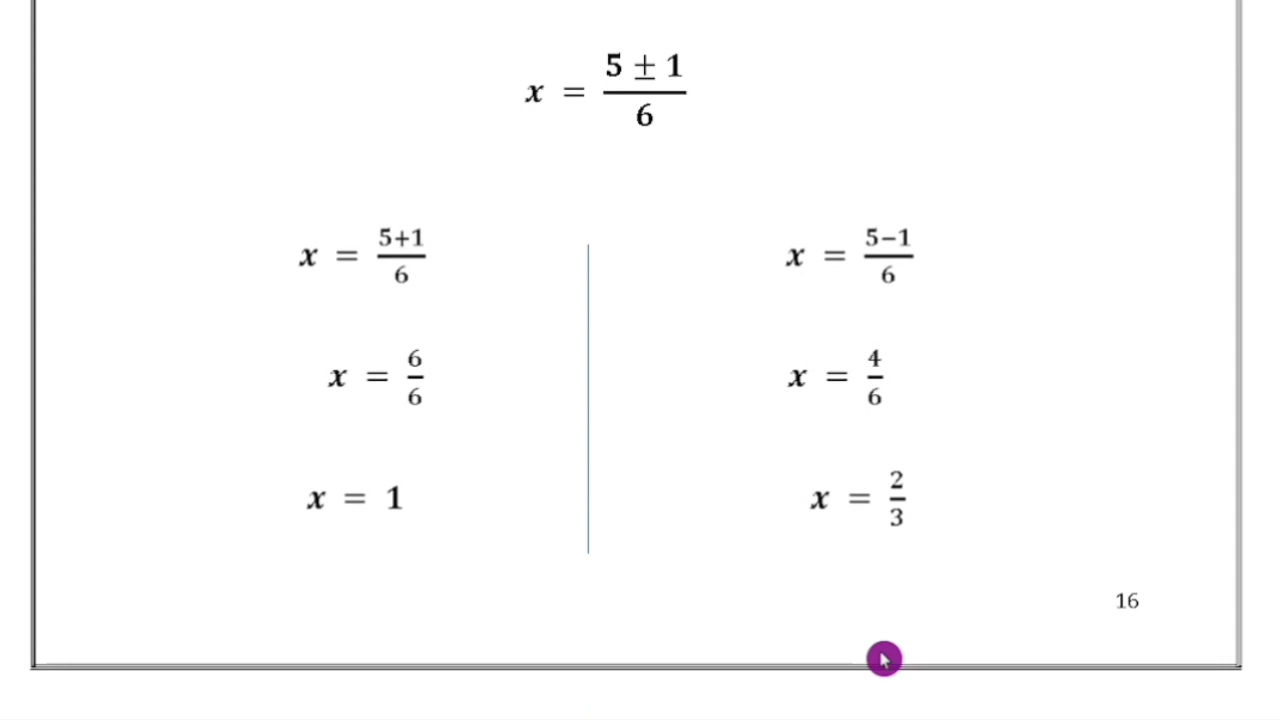 x = (5 ± 1)/6
x = (5+1)/6
x = 6/6
x = 1
x = (5−1)/6
x = 4/6
x = 2/3
16